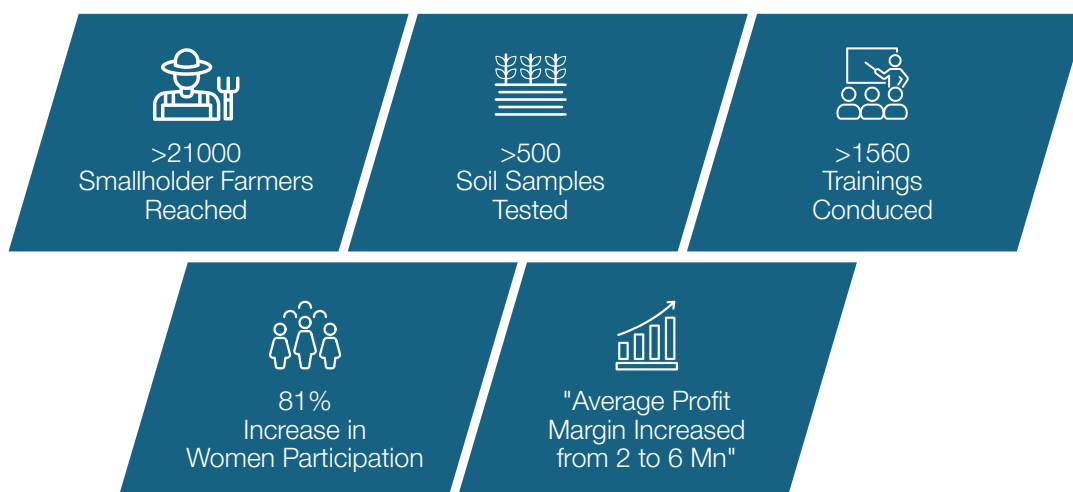 >21000
Smallholder Farmers
Reached
>500
Soil Samples
Tested
>1560
Trainings
Conduced
81%
Increase in
Women Participation
"Average Profit
Margin Increased
from 2 to 6 Mn"